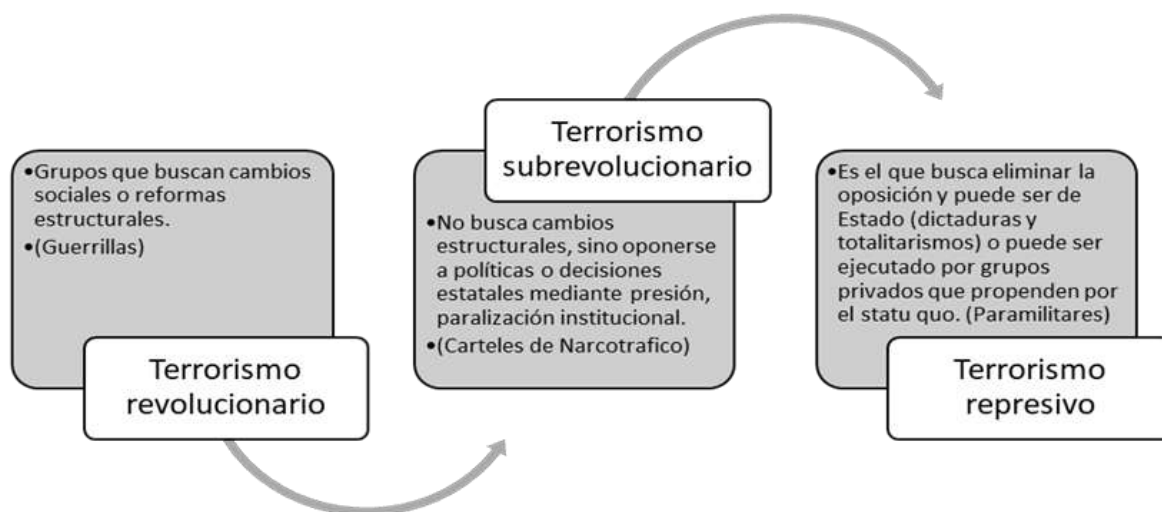 •Grupos que buscan cambios
sociales o reformas
estructurales.
•(Guerrillas)
Terrorismo
revolucionario
Terrorismo
subrevolucionario
•No busca cambios
estructurales, sino oponerse
a políticas o decisiones
estatales mediante presión,
paralización institucional.
•(Carteles de Narcotrafico)
•Es el que busca eliminar la
oposición y puede ser de
Estado (dictaduras y
totalitarismos) o puede ser
ejecutado por grupos
privados que propenden por
el statu quo. (Paramilitares)
Terrorismo
represivo